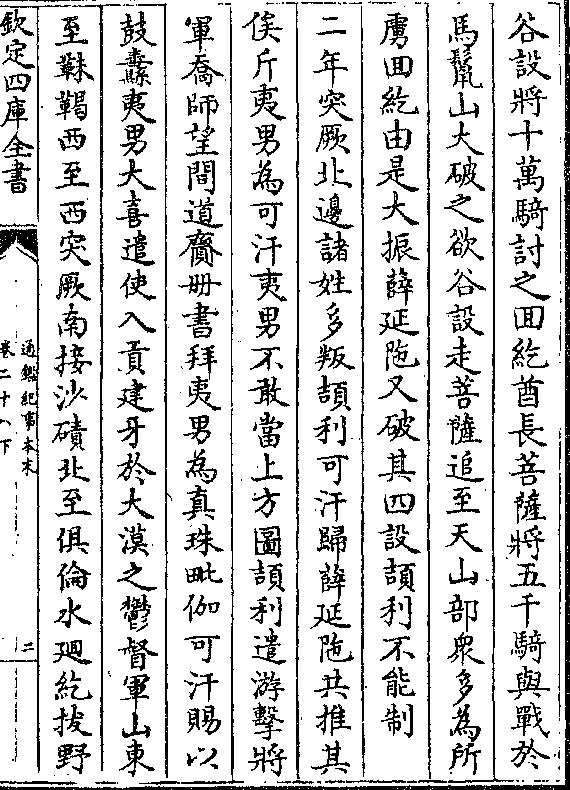 谷設將十萬騎討之回紇酋長菩薩將五千騎與戰於
馬鬛山大破之欲谷設走菩薩追至天山部衆多為所
虜回紇由是大振薛延陁又破其四設頡利不能制
二年突厥北邉諸姓多叛頡利可汗歸薛延陁共推其
俟斤夷男為可汗夷男不敢當上方圖頡利遣游擊將
軍喬師望間道齎册書拜夷男為真珠毗伽可汗賜以
鼓纛夷男大喜遣使入貢建牙於大漠之鬱督軍山東
至靺鞨西至西突厥南接沙磧北至俱倫水廻紇拔野
欽定四庫全書
通鑑紀事本末
卷二十八下
二